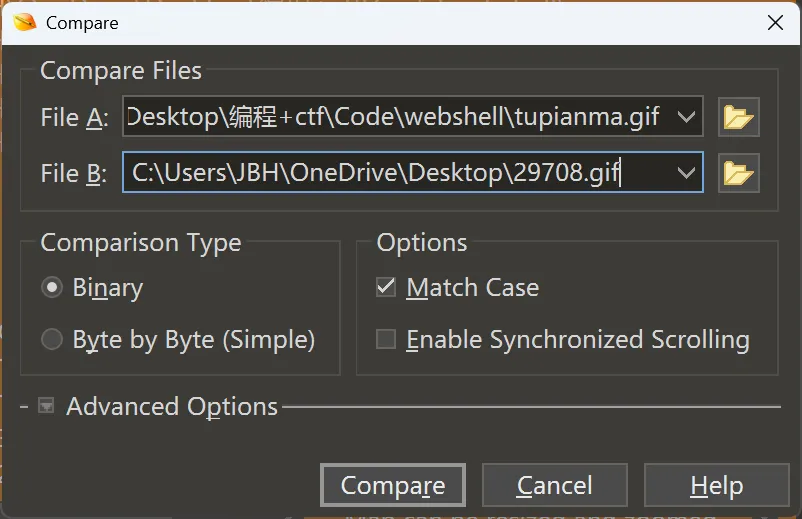 Compare
Compare Files
File A: Desktop\编程+ctf\Code\webshell\tupianma.gif
File B: C:\Users\JBH\OneDrive\Desktop\29708.gif
Comparison Type
Options
Binary
Match Case
Byte by Byte (Simple)
Enable Synchronized Scrolling
Advanced Options
Compare
Cancel
Help